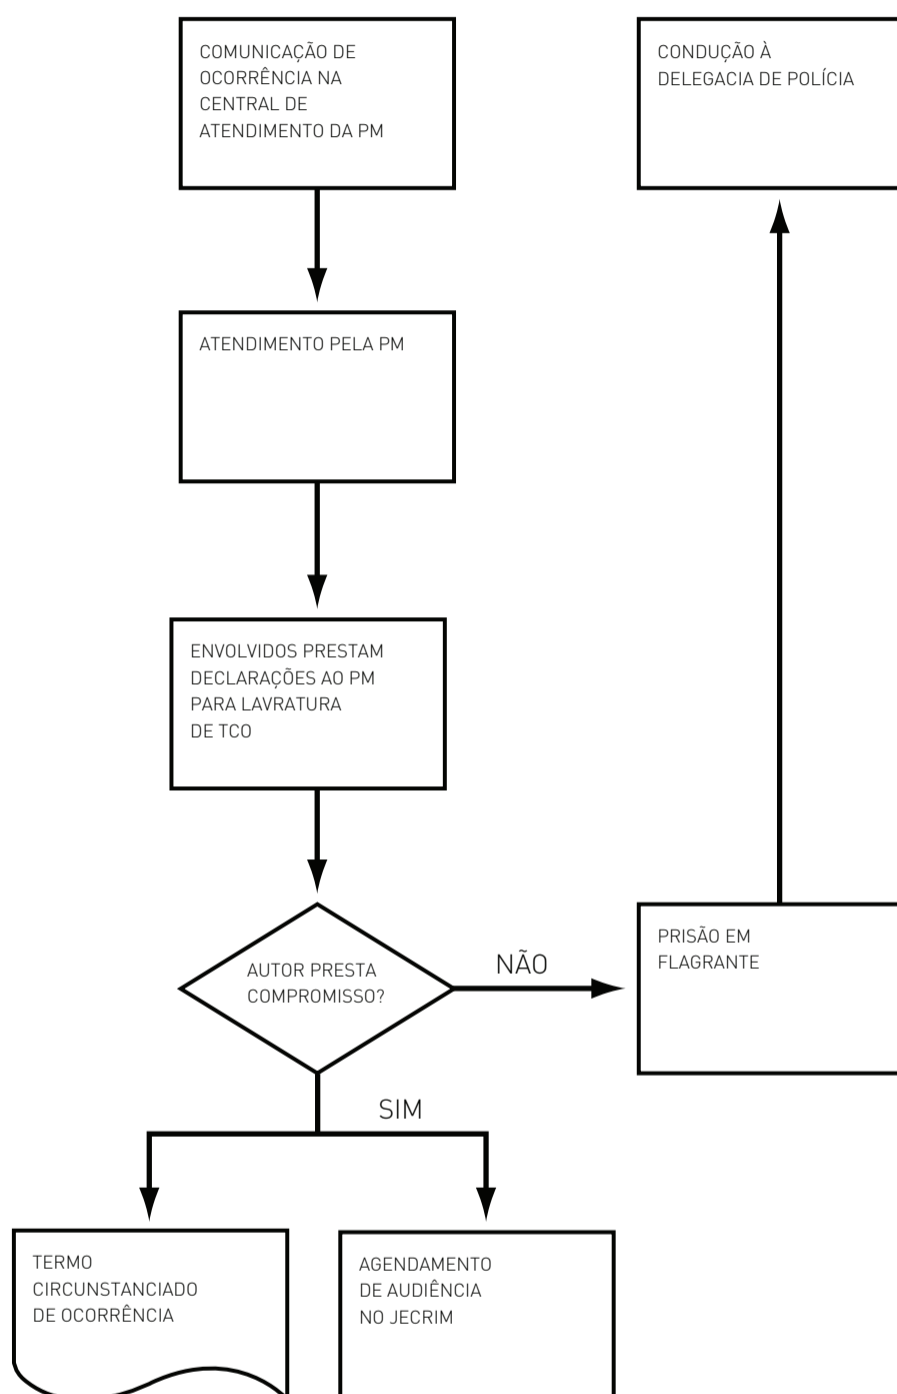 COMUNICAÇÃO DE
OCORRÊNCIA NA
CENTRAL DE
ATENDIMENTO DA PM
CONDUÇÃO À
DELEGACIA DE POLÍCIA
ATENDIMENTO PELA PM
ENVOLVIDOS PRESTAM
DECLARAÇÕES AO PM
PARA LAVRATURA
DE TCO
AUTOR PRESTA
COMPROMISSO?
NÃO
PRISÃO EM
FLAGRANTE
SIM
TERMO
CIRCUNSTANCIADO
DE OCORRÊNCIA
AGENDAMENTO
DE AUDIÊNCIA
NO JECRIM